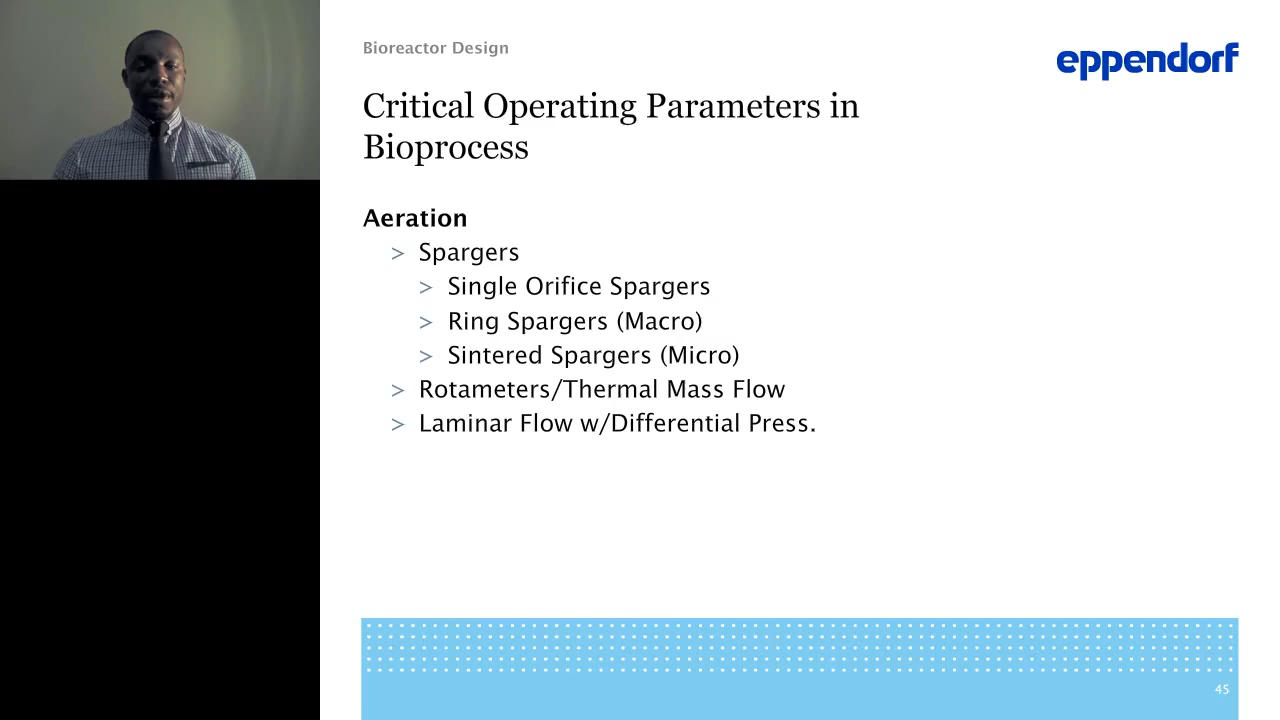 Bioreactor Design
eppendorf
Critical Operating Parameters in
Bioprocess
Aeration
> Spargers
> Single Orifice Spargers
> Ring Spargers (Macro)
> Sintered Spargers (Micro)
> Rotameters/Thermal Mass Flow
> Laminar Flow w/Differential Press.
45